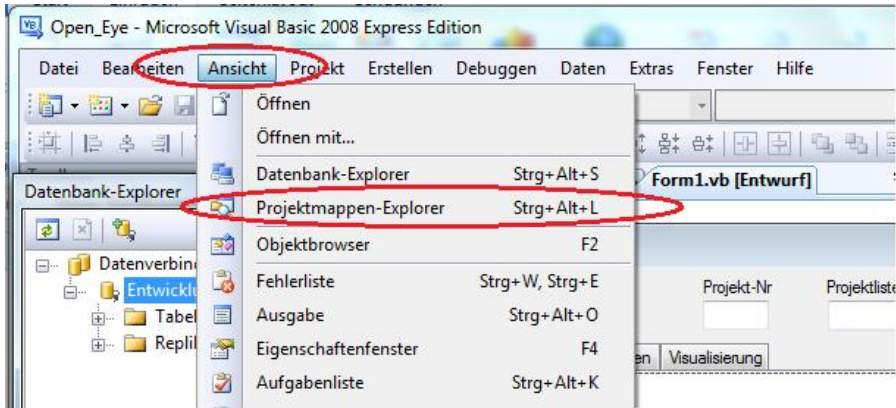 Open_Eye - Microsoft Visual Basic 2008 Express Edition
Datei Bearbeiten Ansicht Projekt Erstellen Debuggen Daten Extras Fenster Hilfe
Öffnen
Öffnen mit...
Datenbank-Explorer Strg+Alt+S
Form1.vb [Entwurf]
Datenbank-Explorer
Projektmappen-Explorer Strg+Alt+L
Objektbrowser F2
Fehlerliste Strg+W, Strg+E
Projekt-Nr Projektliste
Ausgabe Strg+Alt+O
Eigenschaftenfenster F4
Visualisierung
Aufgabenliste Strg+Alt+K